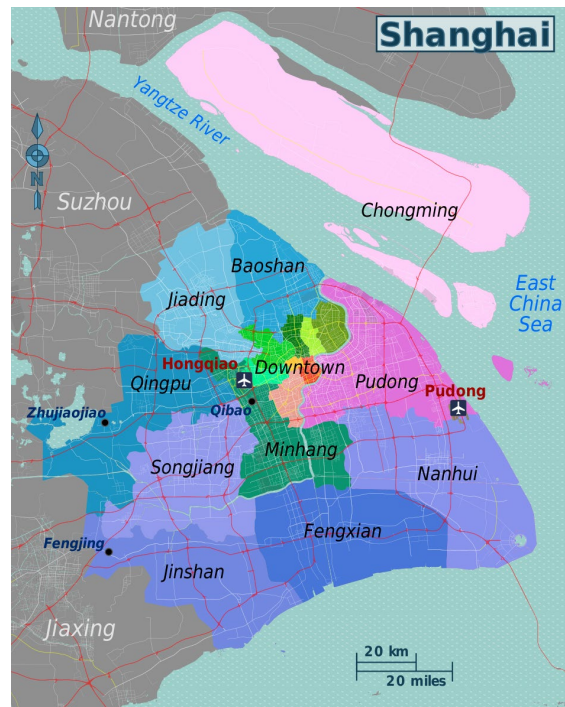 Nantong
Shanghai
Yangtze River
N
Suzhou
Chongming
Baoshan
East
China
Sea
Jiading
Hongqiao
Downtown
Qingpu
Pudong
Pudong
Zhujiaojiao
Qibao
Minhang
Songjiang
Nanhui
Fengxian
Fengjing
Jinshan
Jiaxing
20 km
20 miles